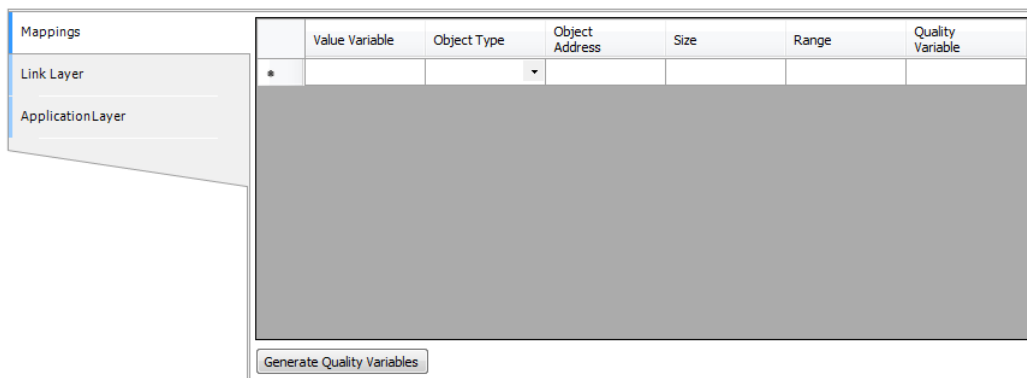 Mappings
Link Layer
ApplicationLayer
Value Variable
Object Type
Object
Address
Size
Range
Quality
Variable
*
Generate Quality Variables